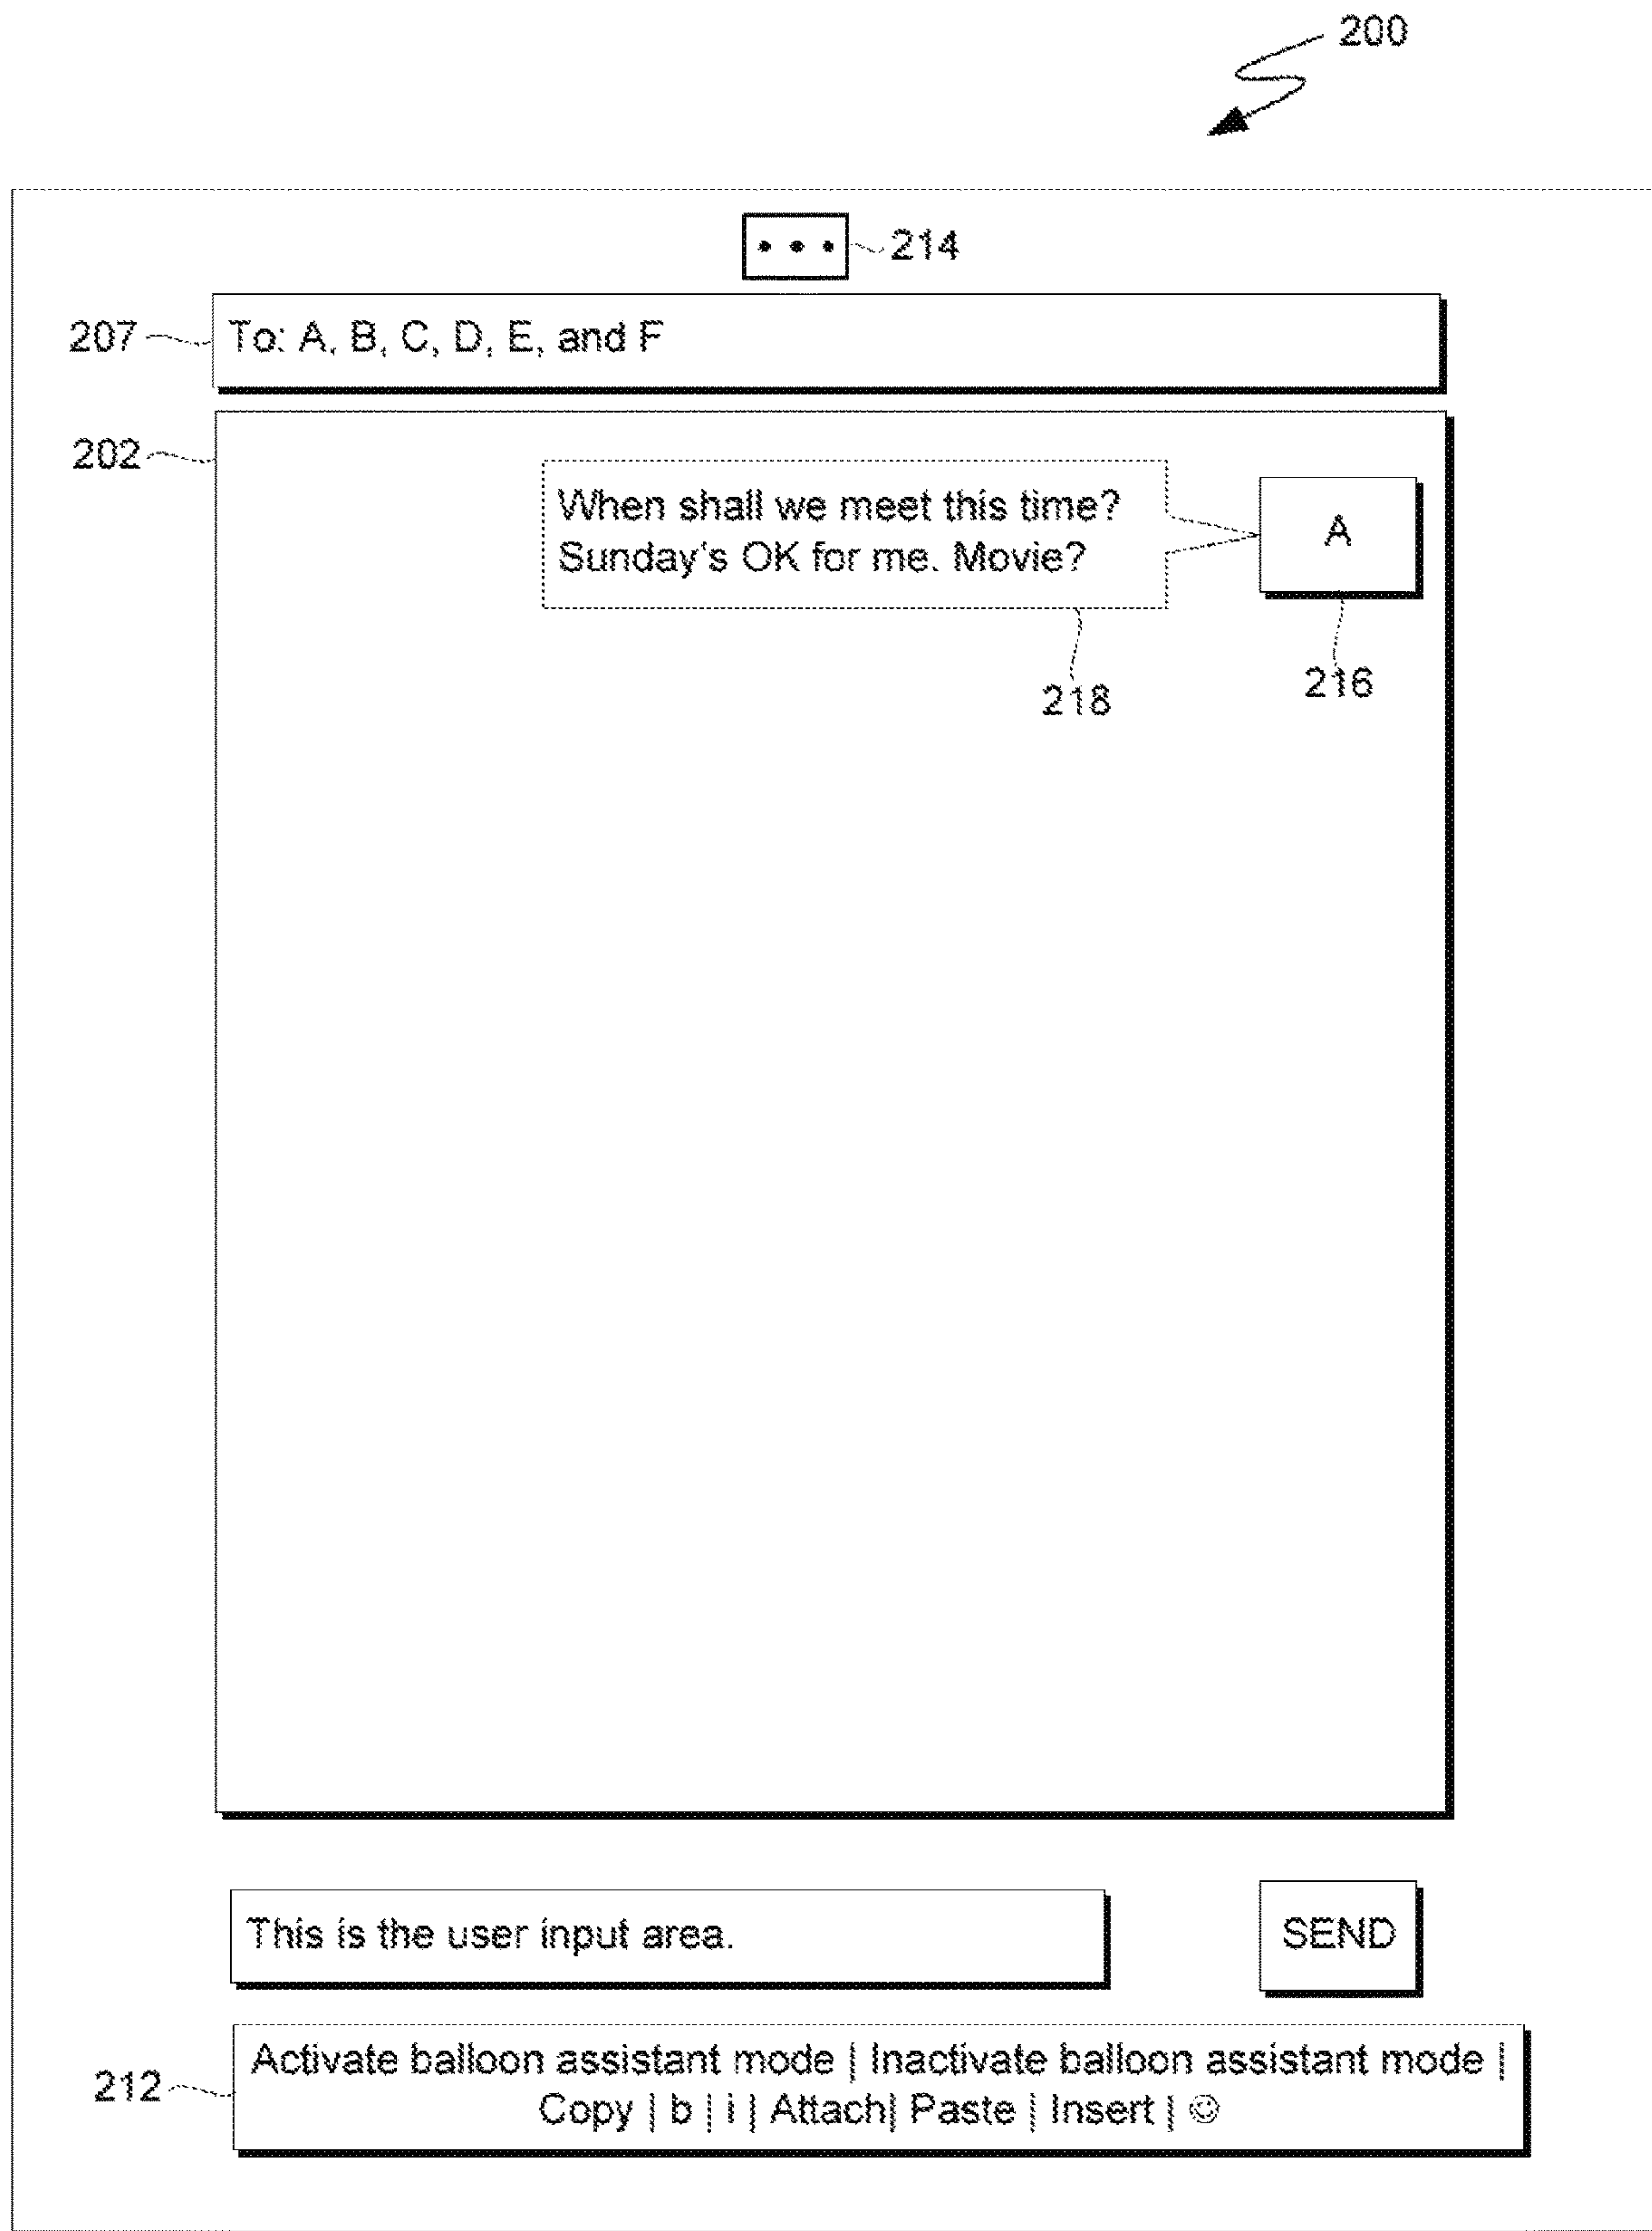 200
• • • 214
207 To: A, B, C, D, E, and F
202
When shall we meet this time?
Sunday's OK for me. Movie?
A
218
216
This is the user input area.
SEND
212
Activate balloon assistant mode | Inactivate balloon assistant mode |
Copy | b | i | Attach| Paste | Insert | ☺